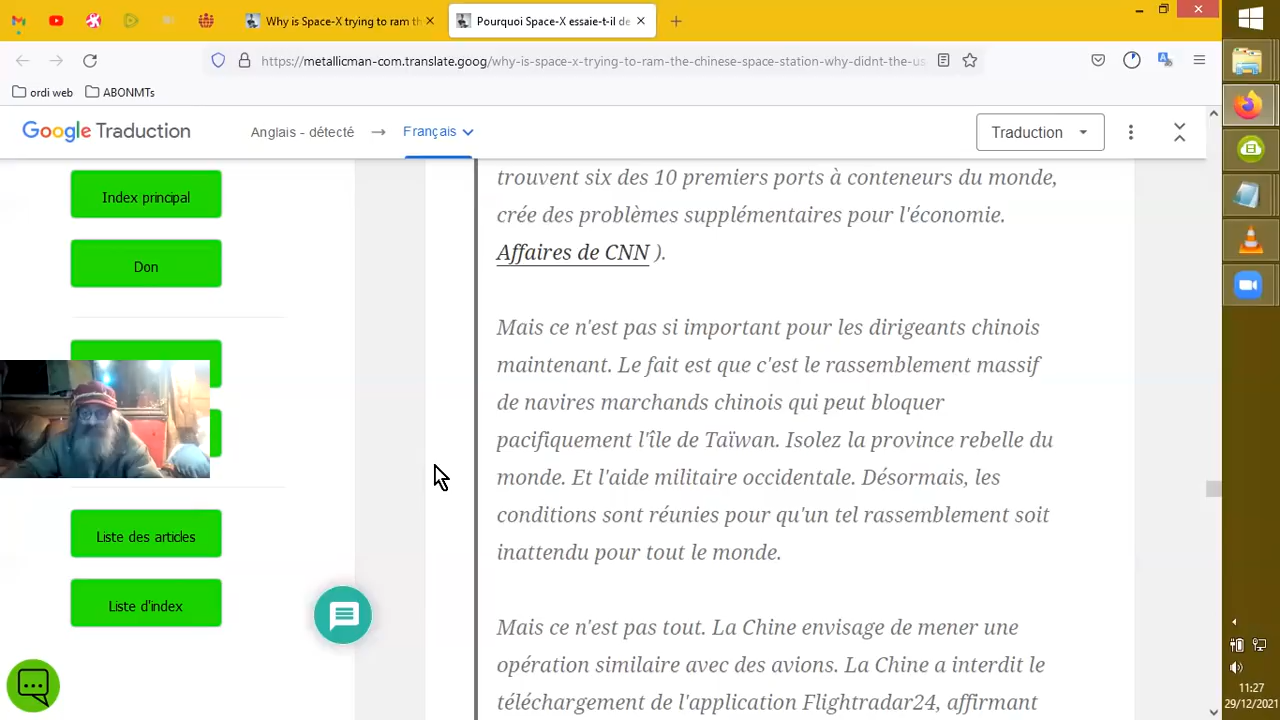 Why is Space-X trying to ram th
Pourquoi Space-X essaie-t-il de
https://metallicman-com.translate.goog/why-is-space-x-trying-to-ram-the-chinese-space-station-why-didnt-the-us
ordi web
ABONMTs
Google Traduction
Anglais - détecté
Français
Traduction
Index principal
Don
Liste des articles
Liste d'index
trouvent six des 10 premiers ports à conteneurs du monde,
crée des problèmes supplémentaires pour l'économie.
Affaires de CNN ).
Mais ce n'est pas si important pour les dirigeants chinois
maintenant. Le fait est que c'est le rassemblement massif
de navires marchands chinois qui peut bloquer
pacifiquement l'île de Taïwan. Isolez la province rebelle du
monde. Et l'aide militaire occidentale. Désormais, les
conditions sont réunies pour qu'un tel rassemblement soit
inattendu pour tout le monde.
Mais ce n'est pas tout. La Chine envisage de mener une
opération similaire avec des avions. La Chine a interdit le
téléchargement de l'application Flightradar24, affirmant
11:27
29/12/2021